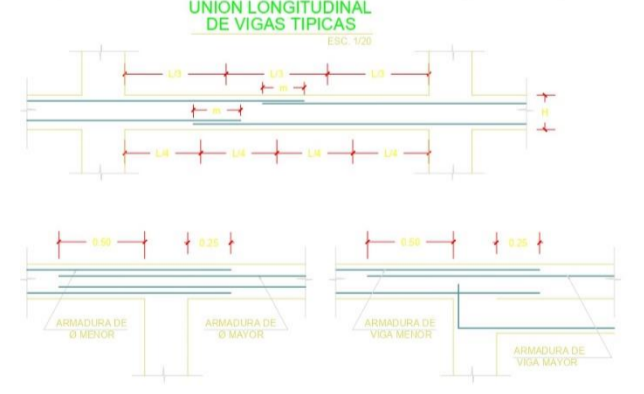 UNION LONGITUDINAL
DE VIGAS TIPICAS
ESC. 1/20
L/3 L/3 L/3
m
m
H
L/4 L/4 L/4 L/4
0.50 0.25 0.50 0.25
ARMADURA DE
Ø MENOR
ARMADURA DE
Ø MAYOR
ARMADURA DE
VIGA MENOR
ARMADURA DE
VIGA MAYOR